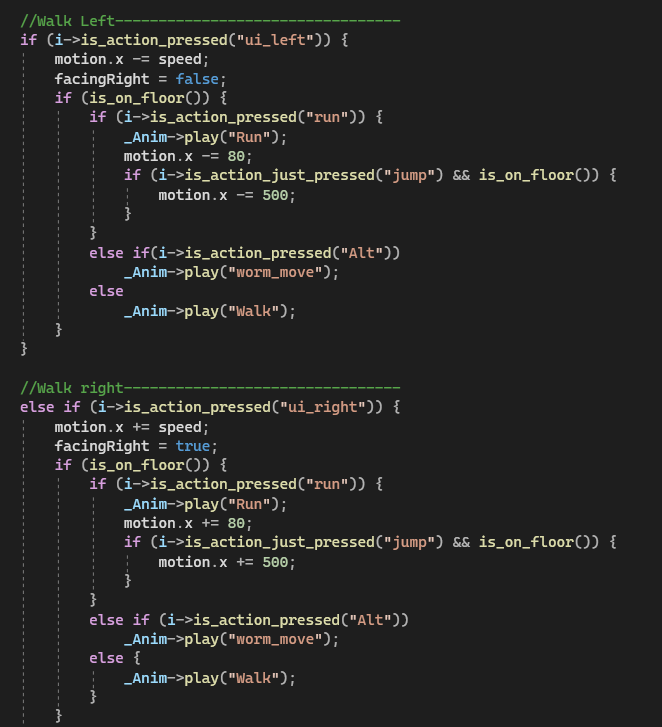 //Walk Left---------------------------------
if (i->is_action_pressed("ui_left")) {
    motion.x -= speed;
    facingRight = false;
    if (is_on_floor()) {
        if (i->is_action_pressed("run")) {
            _Anim->play("Run");
            motion.x -= 80;
            if (i->is_action_just_pressed("jump") && is_on_floor()) {
                motion.x -= 500;
            }
        }
        else if(i->is_action_pressed("Alt"))
            _Anim->play("worm_move");
        else
            _Anim->play("Walk");
    }
}
//Walk right--------------------------------
else if (i->is_action_pressed("ui_right")) {
    motion.x += speed;
    facingRight = true;
    if (is_on_floor()) {
        if (i->is_action_pressed("run")) {
            _Anim->play("Run");
            motion.x += 80;
            if (i->is_action_just_pressed("jump") && is_on_floor()) {
                motion.x += 500;
            }
        }
        else if (i->is_action_pressed("Alt"))
            _Anim->play("worm_move");
        else {
            _Anim->play("Walk");
        }
    }